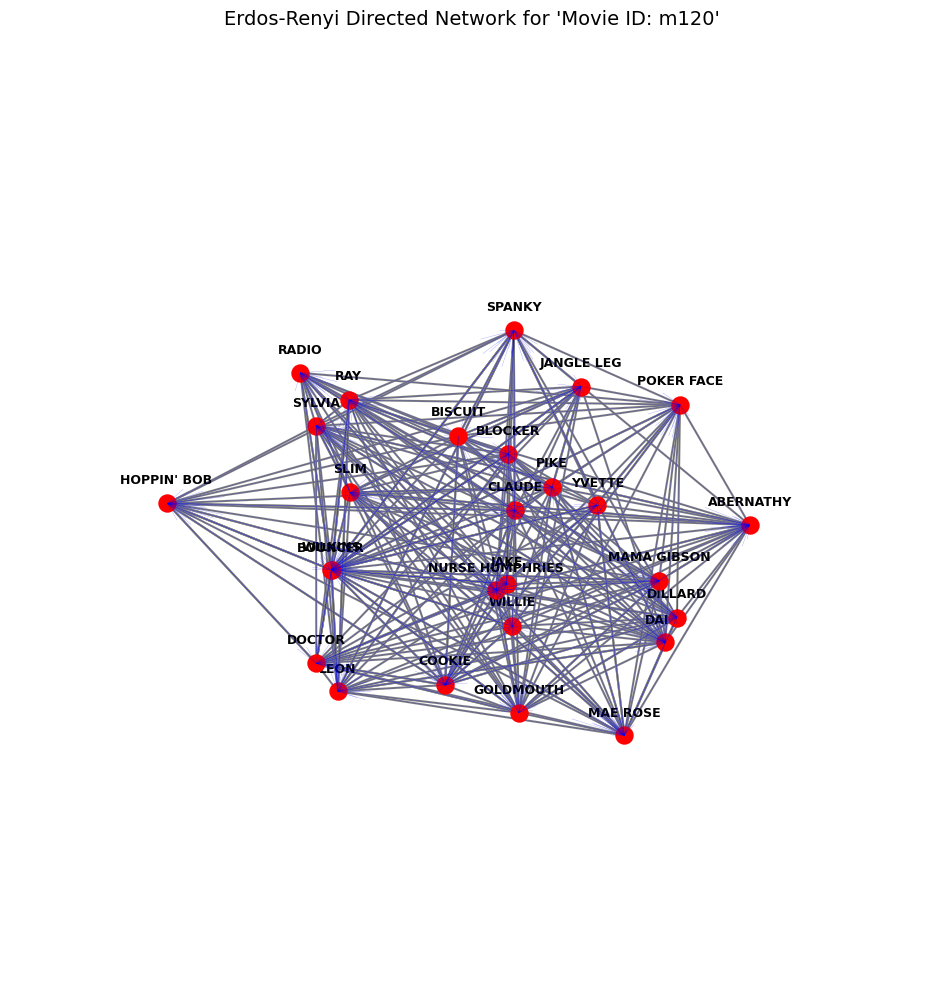 Erdos-Renyi Directed Network for 'Movie ID: m120'
SPANKY
RADIO
JANGLE LEG
RAY
POKER FACE
SYLVIA
BISCUIT
BLOCKER
PIKE
SLIM
HOPPIN' BOB
YVETTE
CLAUDE
ABERNATHY
BOUNCER
MAMA GIBSON
JAKE
NURSE HUMPHRIES
DILLARD
WILLIE
DAI
DOCTOR
COOKIE
LEON
GOLDMOUTH
MAE ROSE